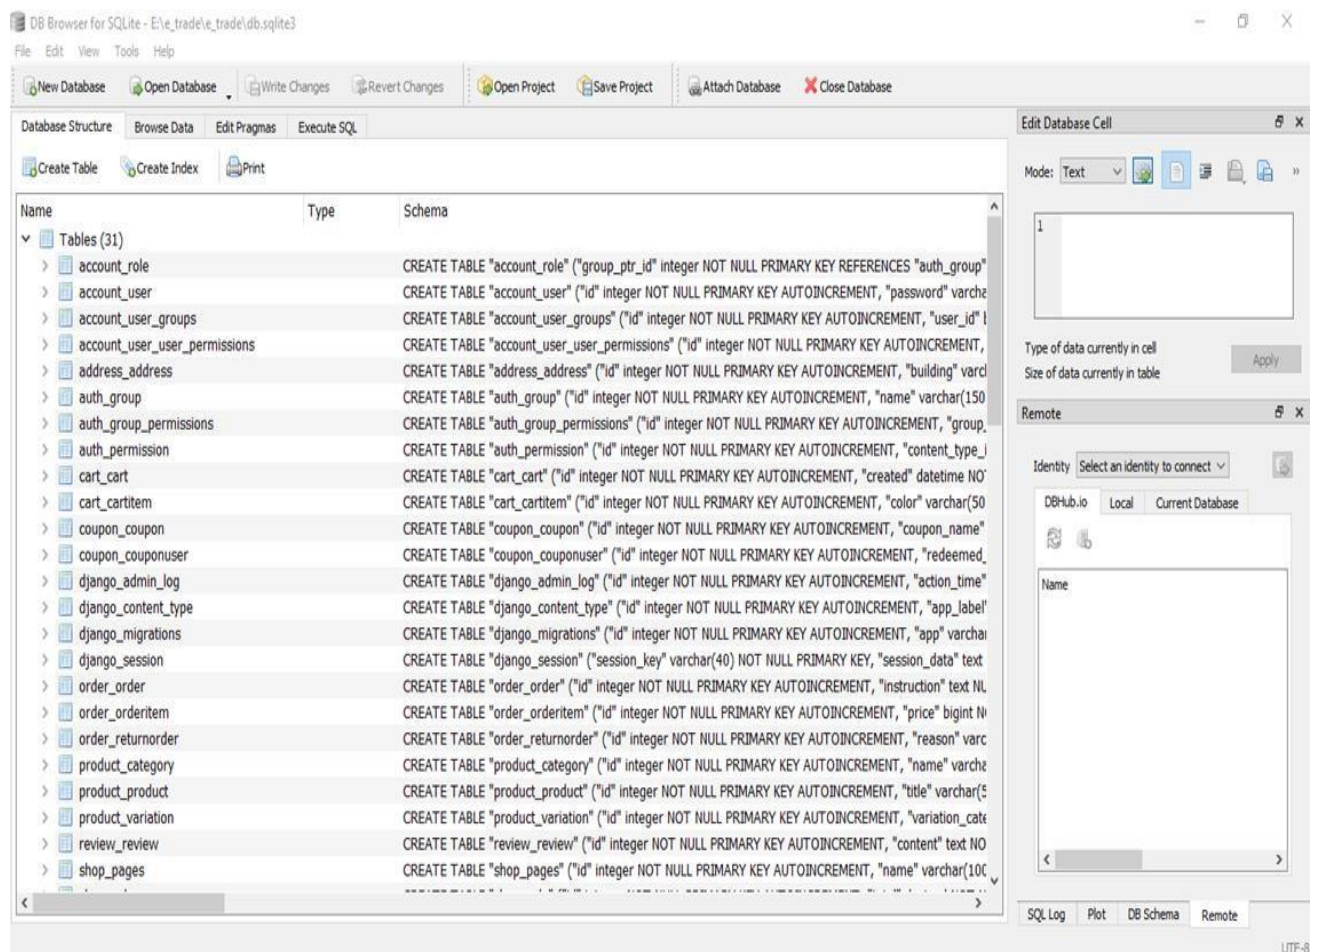 DB Browser for SQLite - E:\e_trade\e_trade\db.sqlite3
File Edit View Tools Help
New Database Open Database Write Changes Revert Changes Open Project Save Project Attach Database Close Database
Database Structure Browse Data Edit Pragmas Execute SQL
Create Table Create Index Print
Name Type Schema
Tables (31)
account_role CREATE TABLE "account_role" ("group_ptr_id" integer NOT NULL PRIMARY KEY REFERENCES "auth_group"
account_user CREATE TABLE "account_user" ("id" integer NOT NULL PRIMARY KEY AUTOINCREMENT, "password" varcha
account_user_groups CREATE TABLE "account_user_groups" ("id" integer NOT NULL PRIMARY KEY AUTOINCREMENT, "user_id"
account_user_user_permissions CREATE TABLE "account_user_user_permissions" ("id" integer NOT NULL PRIMARY KEY AUTOINCREMENT,
address_address CREATE TABLE "address_address" ("id" integer NOT NULL PRIMARY KEY AUTOINCREMENT, "building" varcl
auth_group CREATE TABLE "auth_group" ("id" integer NOT NULL PRIMARY KEY AUTOINCREMENT, "name" varchar(150
auth_group_permissions CREATE TABLE "auth_group_permissions" ("id" integer NOT NULL PRIMARY KEY AUTOINCREMENT, "group_
auth_permission CREATE TABLE "auth_permission" ("id" integer NOT NULL PRIMARY KEY AUTOINCREMENT, "content_type_i
cart_cart CREATE TABLE "cart_cart" ("id" integer NOT NULL PRIMARY KEY AUTOINCREMENT, "created" datetime NO
cart_cartitem CREATE TABLE "cart_cartitem" ("id" integer NOT NULL PRIMARY KEY AUTOINCREMENT, "color" varchar(50
coupon_coupon CREATE TABLE "coupon_coupon" ("id" integer NOT NULL PRIMARY KEY AUTOINCREMENT, "coupon_name"
coupon_couponuser CREATE TABLE "coupon_couponuser" ("id" integer NOT NULL PRIMARY KEY AUTOINCREMENT, "redeemed_
django_admin_log CREATE TABLE "django_admin_log" ("id" integer NOT NULL PRIMARY KEY AUTOINCREMENT, "action_time"
django_content_type CREATE TABLE "django_content_type" ("id" integer NOT NULL PRIMARY KEY AUTOINCREMENT, "app_label"
django_migrations CREATE TABLE "django_migrations" ("id" integer NOT NULL PRIMARY KEY AUTOINCREMENT, "app" varchar
django_session CREATE TABLE "django_session" ("session_key" varchar(40) NOT NULL PRIMARY KEY, "session_data" text
order_order CREATE TABLE "order_order" ("id" integer NOT NULL PRIMARY KEY AUTOINCREMENT, "instruction" text NU
order_orderitem CREATE TABLE "order_orderitem" ("id" integer NOT NULL PRIMARY KEY AUTOINCREMENT, "price" bigint N
order_returnorder CREATE TABLE "order_returnorder" ("id" integer NOT NULL PRIMARY KEY AUTOINCREMENT, "reason" varc
product_category CREATE TABLE "product_category" ("id" integer NOT NULL PRIMARY KEY AUTOINCREMENT, "name" varcha
product_product CREATE TABLE "product_product" ("id" integer NOT NULL PRIMARY KEY AUTOINCREMENT, "title" varchar(5
product_variation CREATE TABLE "product_variation" ("id" integer NOT NULL PRIMARY KEY AUTOINCREMENT, "variation_cate
review_review CREATE TABLE "review_review" ("id" integer NOT NULL PRIMARY KEY AUTOINCREMENT, "content" text NO
shop_pages CREATE TABLE "shop_pages" ("id" integer NOT NULL PRIMARY KEY AUTOINCREMENT, "name" varchar(100
Edit Database Cell
Mode: Text
1
Type of data currently in cell
Size of data currently in table
Apply
Remote
Identity Select an identity to connect
DBHub.io Local Current Database
Name
SQL Log Plot DB Schema Remote
UTF-8